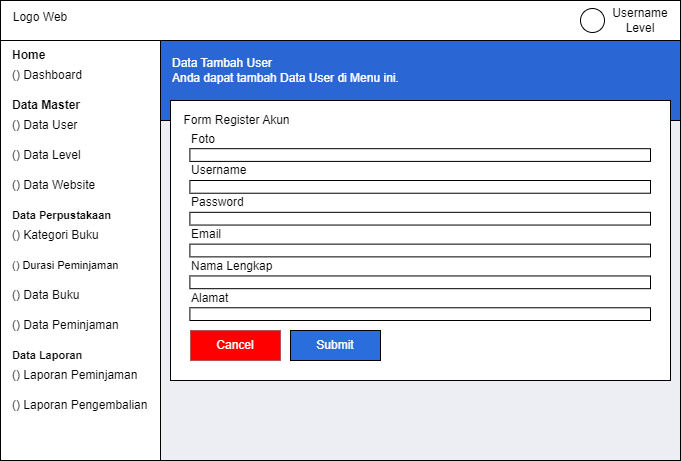 Logo Web
Username
Level
Home
() Dashboard
Data Master
() Data User
() Data Level
() Data Website
Data Perpustakaan
() Kategori Buku
() Durasi Peminjaman
() Data Buku
() Data Peminjaman
Data Laporan
() Laporan Peminjaman
() Laporan Pengembalian
Data Tambah User
Anda dapat tambah Data User di Menu ini.
Form Register Akun
Foto
Username
Password
Email
Nama Lengkap
Alamat
Cancel
Submit